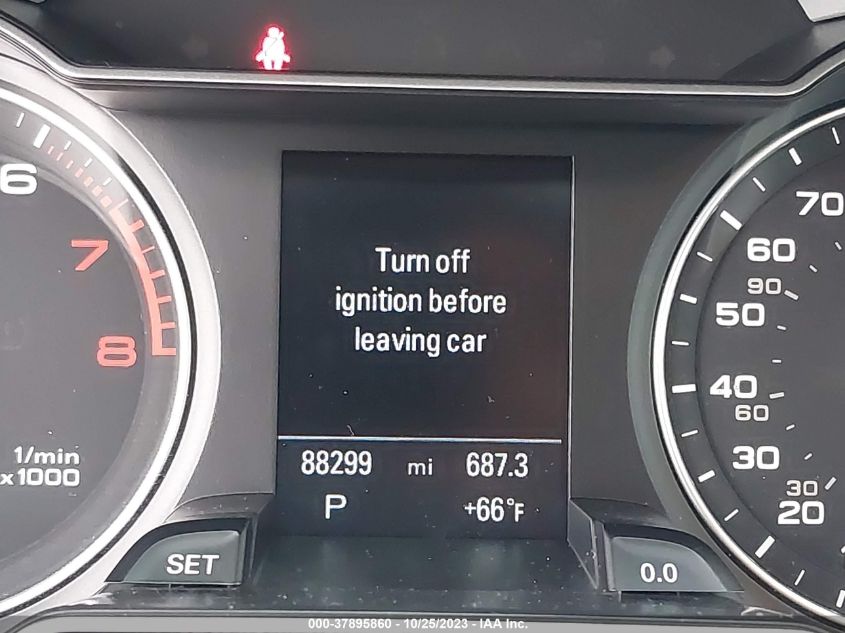 6
7
8
1/min
x1000
Turn off
ignition before
leaving car
88299 mi 687.3
P +66°F
SET
0.0
70
60
90
50
40
60
30
30
20
000-37895860 - 10/25/2023 - IAA Inc.